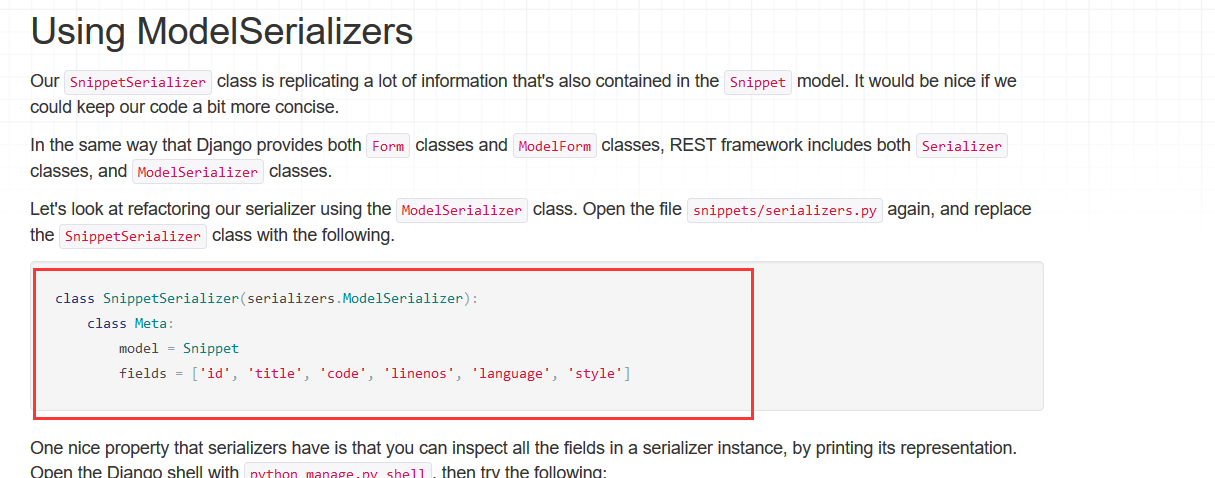 Using ModelSerializers
Our SnippetSerializer class is replicating a lot of information that's also contained in the Snippet model. It would be nice if we
could keep our code a bit more concise.
In the same way that Django provides both Form classes and ModelForm classes, REST framework includes both Serializer
classes, and ModelSerializer classes.
Let's look at refactoring our serializer using the ModelSerializer class. Open the file snippets/serializers.py again, and replace
the SnippetSerializer class with the following.
class SnippetSerializer(serializers.ModelSerializer):
    class Meta:
        model = Snippet
        fields = ['id', 'title', 'code', 'linenos', 'language', 'style']
One nice property that serializers have is that you can inspect all the fields in a serializer instance, by printing its representation.
Open the Django shell with python manage.py shell, then try the following: